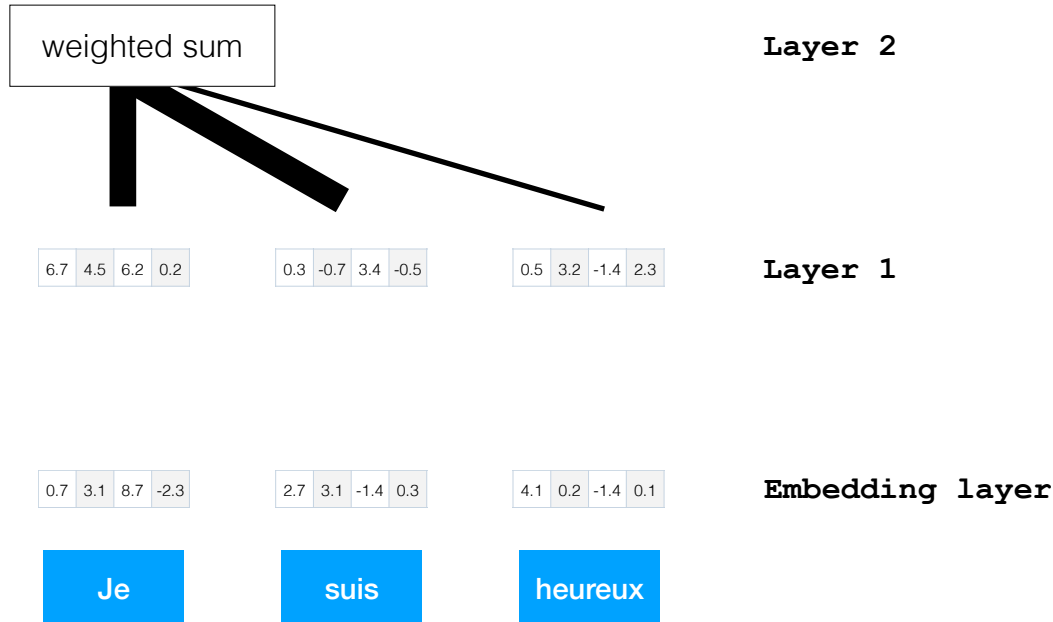 weighted sum Layer 2
6.7 4.5 6.2 0.2 0.3 -0.7 3.4 -0.5 0.5 3.2 -1.4 2.3 Layer 1
0.7 3.1 8.7 -2.3 2.7 3.1 -1.4 0.3 4.1 0.2 -1.4 0.1 Embedding layer
Je suis heureux